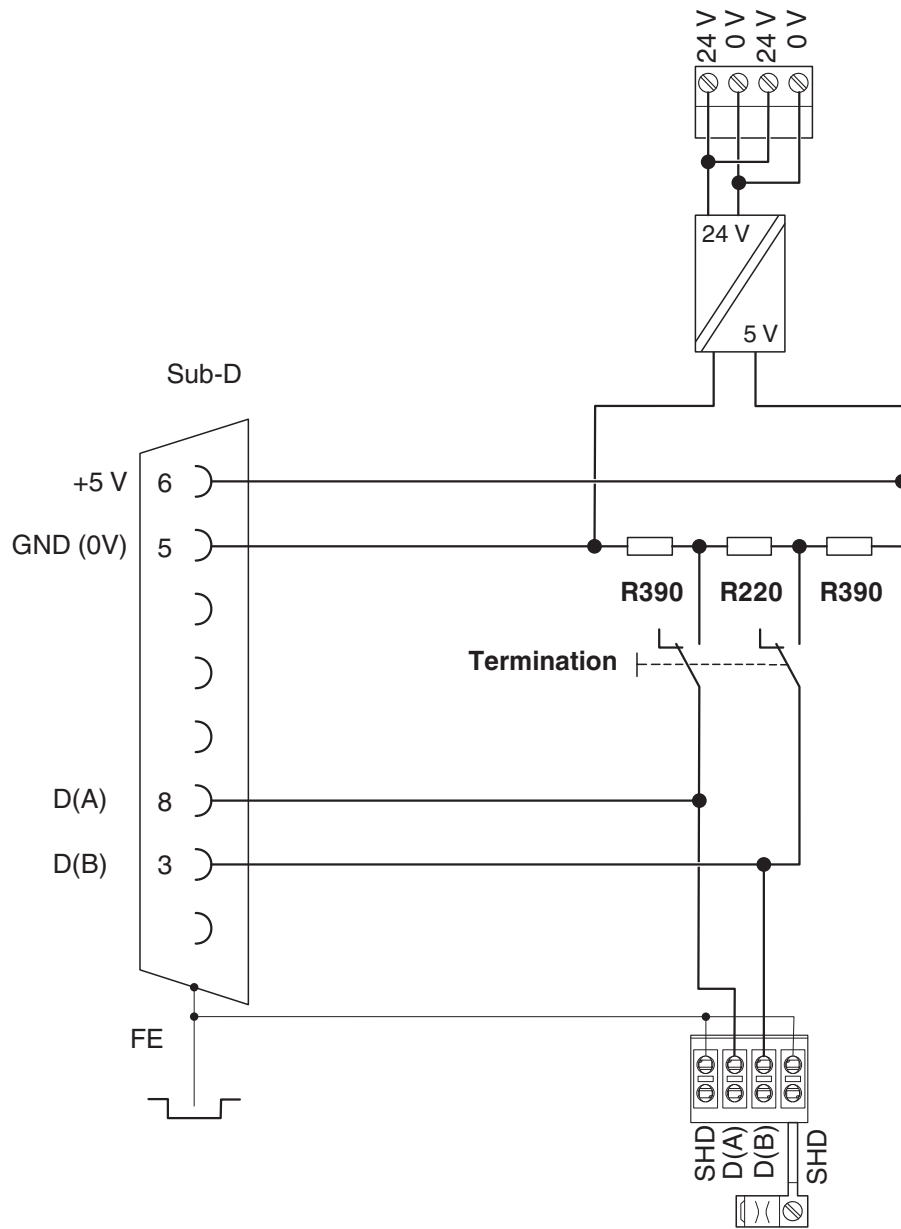 24 V
0 V
24 V
0 V
24 V
5 V
Sub-D
+5 V 6
GND (0V) 5
R390 R220 R390
Termination
D(A) 8
D(B) 3
FE
SHD
D(A)
D(B)
SHD